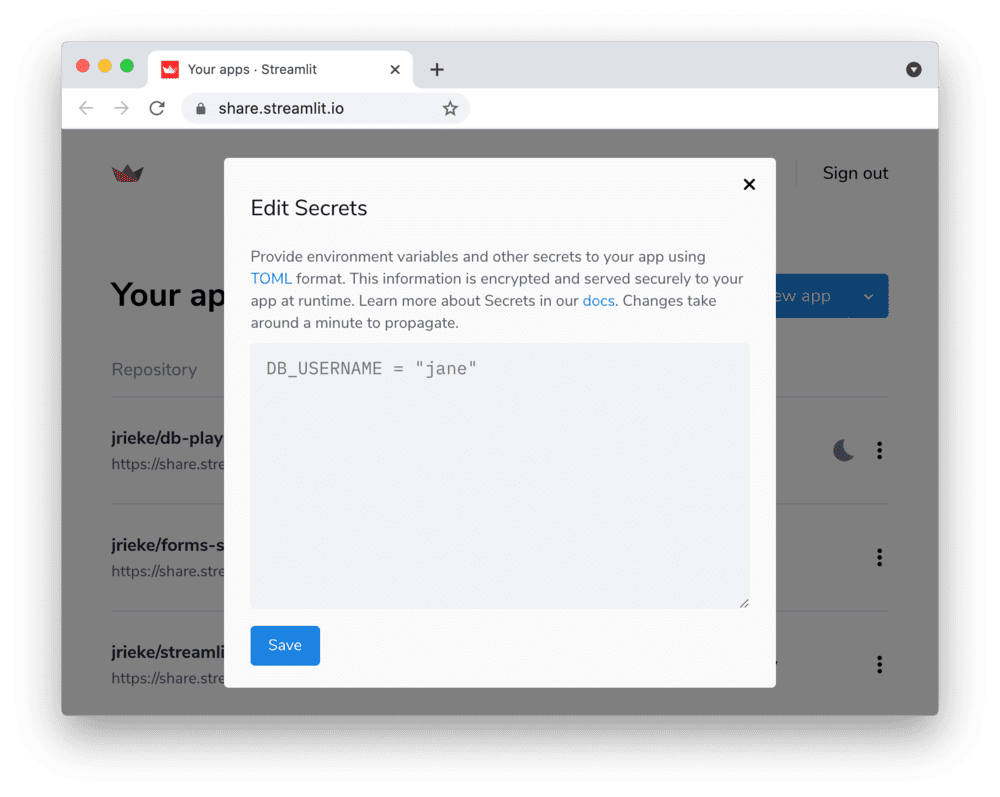 Your apps · Streamlit
share.streamlit.io
Sign out
Edit Secrets
Provide environment variables and other secrets to your app using
TOML format. This information is encrypted and served securely to your
app at runtime. Learn more about Secrets in our docs. Changes take
around a minute to propagate.
Your ap
ew app
DB_USERNAME = "jane"
Repository
jrieke/db-play
https://share.stre
jrieke/forms-s
https://share.stre
Save
jrieke/streamli
https://share.stre